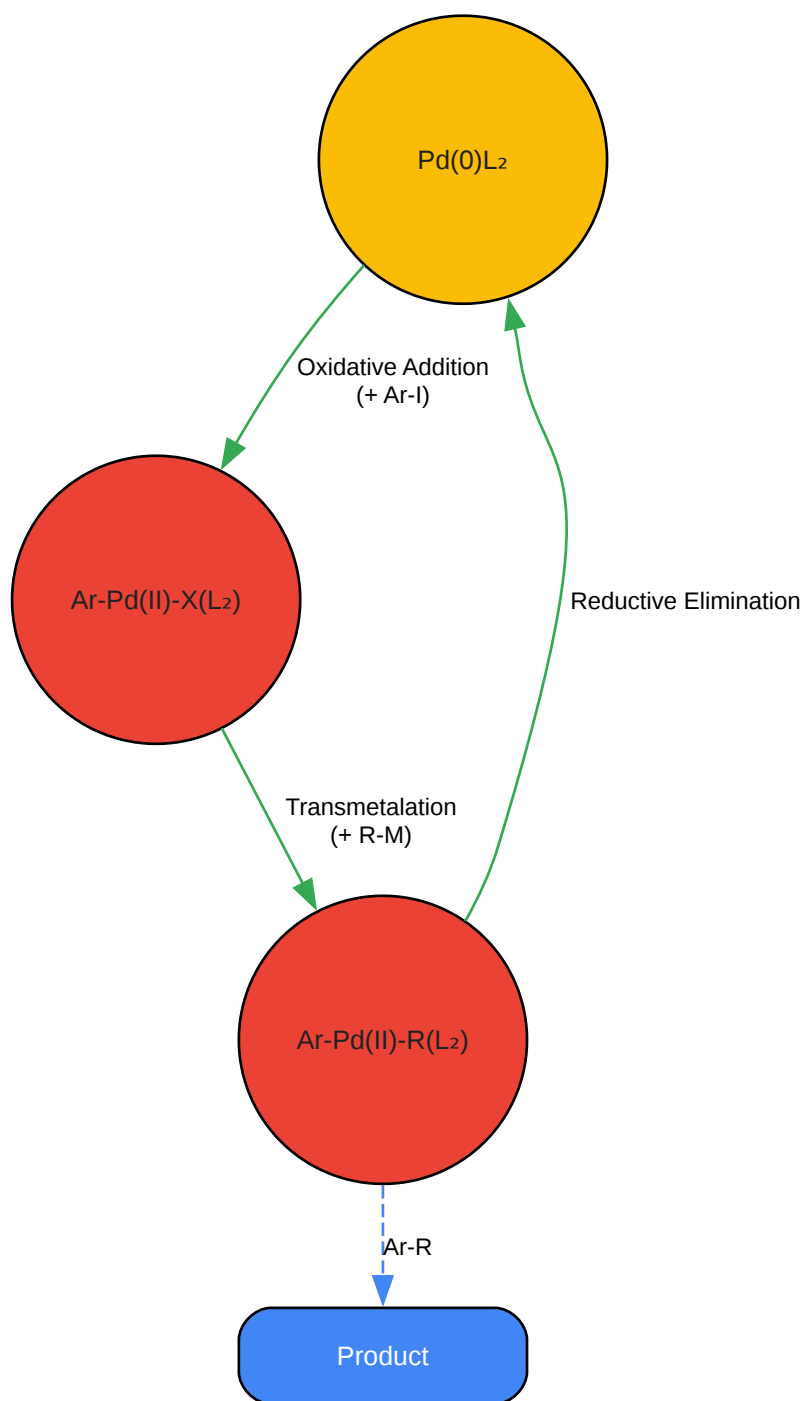 Pd(0)L₂
Oxidative Addition
(+ Ar-I)
Ar-Pd(II)-X(L₂)
Reductive Elimination
Transmetalation
(+ R-M)
Ar-Pd(II)-R(L₂)
Ar-R
Product